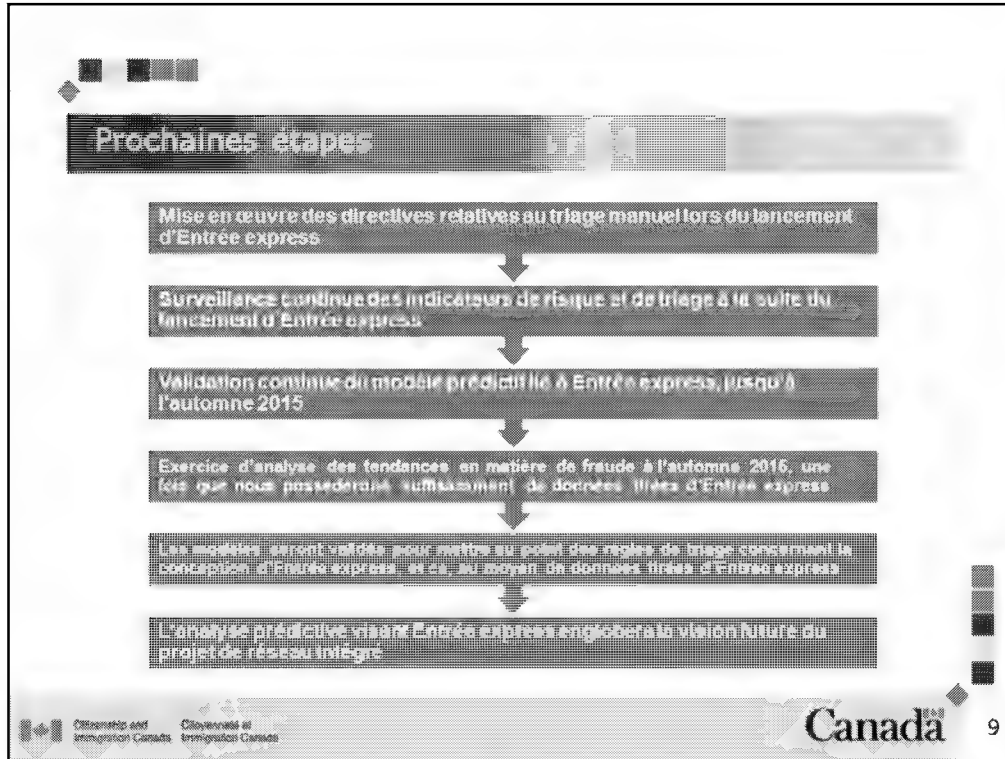 Prochaines étapes
Mise en œuvre des directives relatives au triage manuel lors du lancement
d'Entrée express
Surveillance continue des indicateurs de risque et de triage à la suite du
lancement d'Entrée express
Validation continue du modèle prédictif lié à Entrée express, jusqu'à
l'automne 2015
Exercice d'analyse des tendances en matière de fraude à l'automne 2015, une
fois que nous posséderons suffisamment de données tirées d'Entrée express
Les modèles seront validés pour mettre au point des règles de triage concernant la
conception d'Entrée express, et ce, au moyen de données tirées d'Entrée express
L'analyse prédictive visant Entrée express englobera la vision future du
projet de réseau intégré
Citizenship and Citoyenneté et
Immigration Canada Immigration Canada
Canada
9